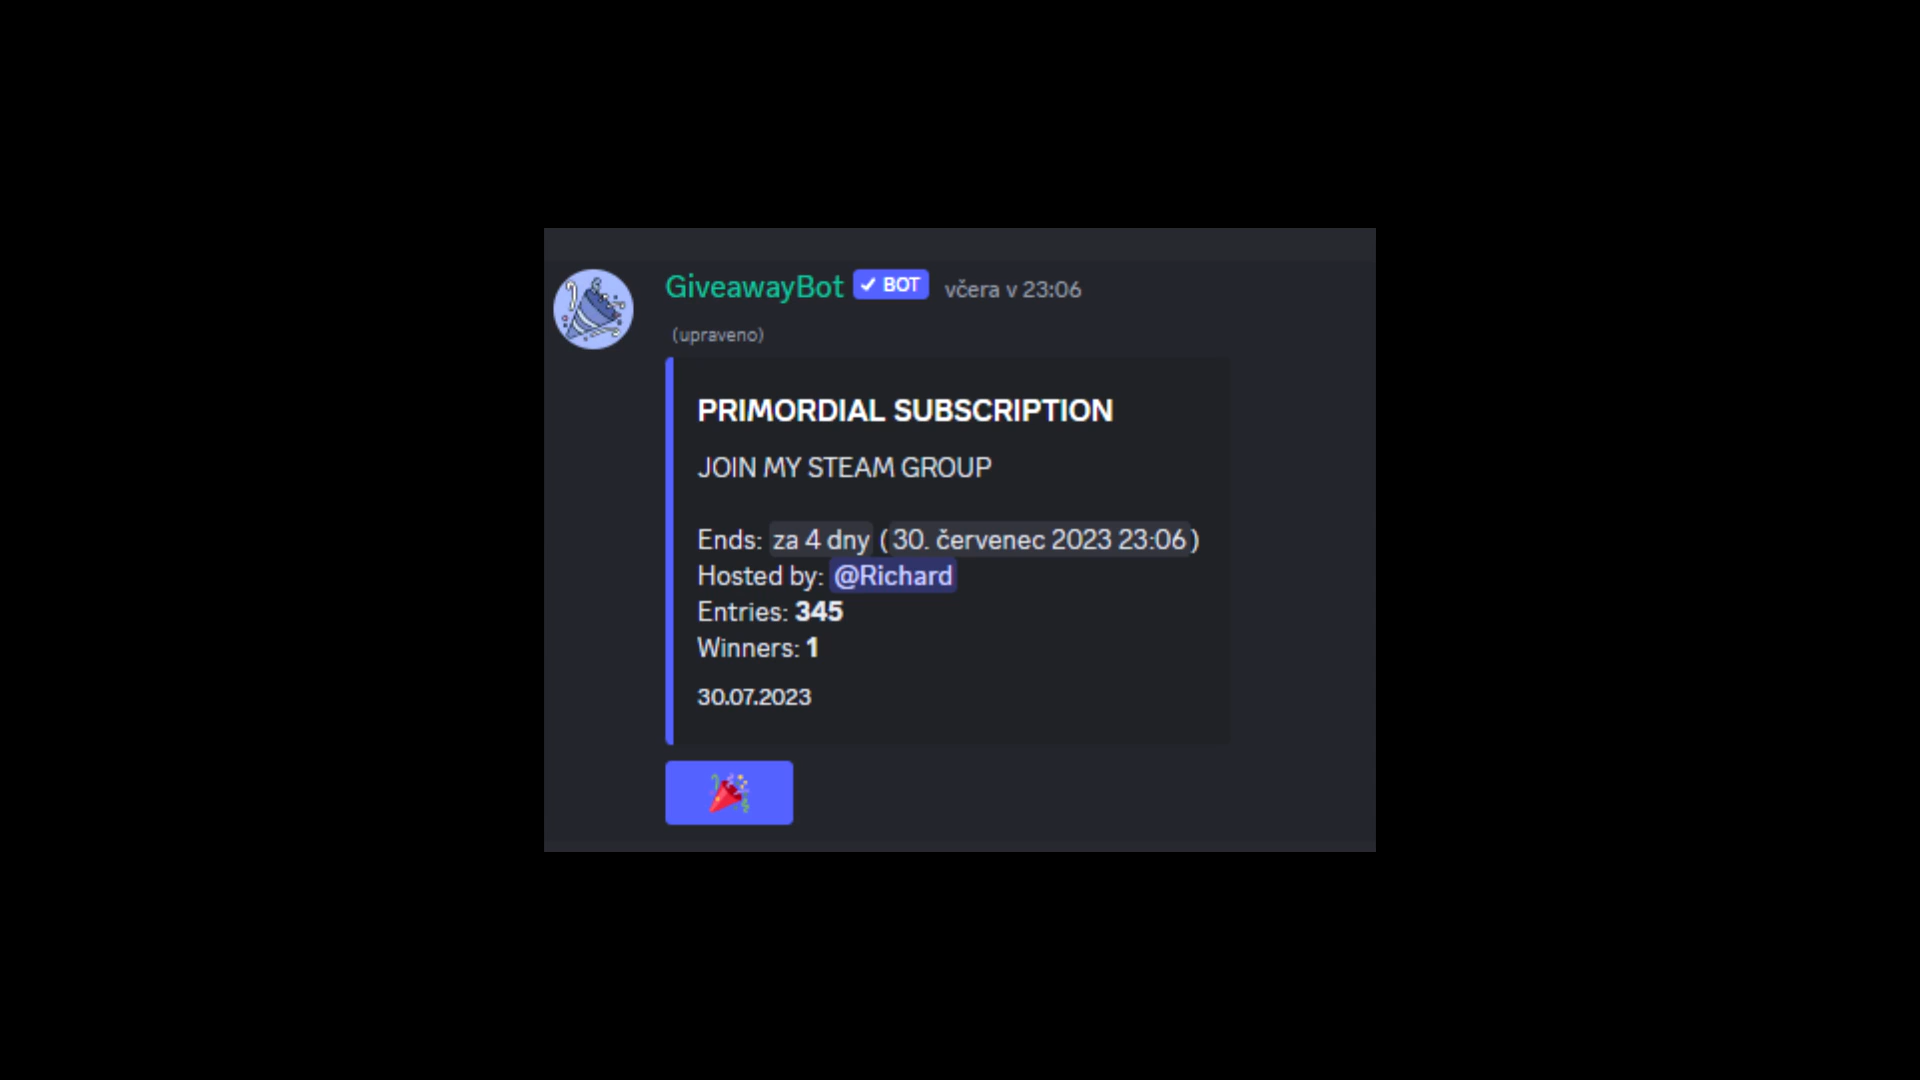 GiveawayBot ✓ BOT včera v 23:06
(upraveno)
PRIMORDIAL SUBSCRIPTION
JOIN MY STEAM GROUP
Ends: za 4 dny (30. červenec 2023 23:06)
Hosted by: @Richard
Entries: 345
Winners: 1
30.07.2023